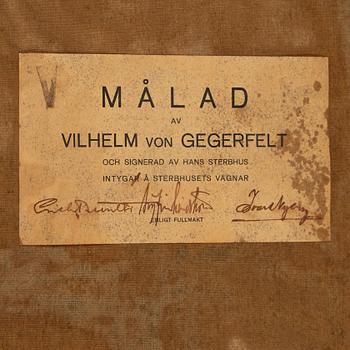 V
MÅLAD
AV
VILHELM VON GEGERFELT
OCH SIGNERAD AV HANS STERBHUS
INTYGAR Å STERBHUSETS VÄGNAR
ENLIGT FULLMAKT